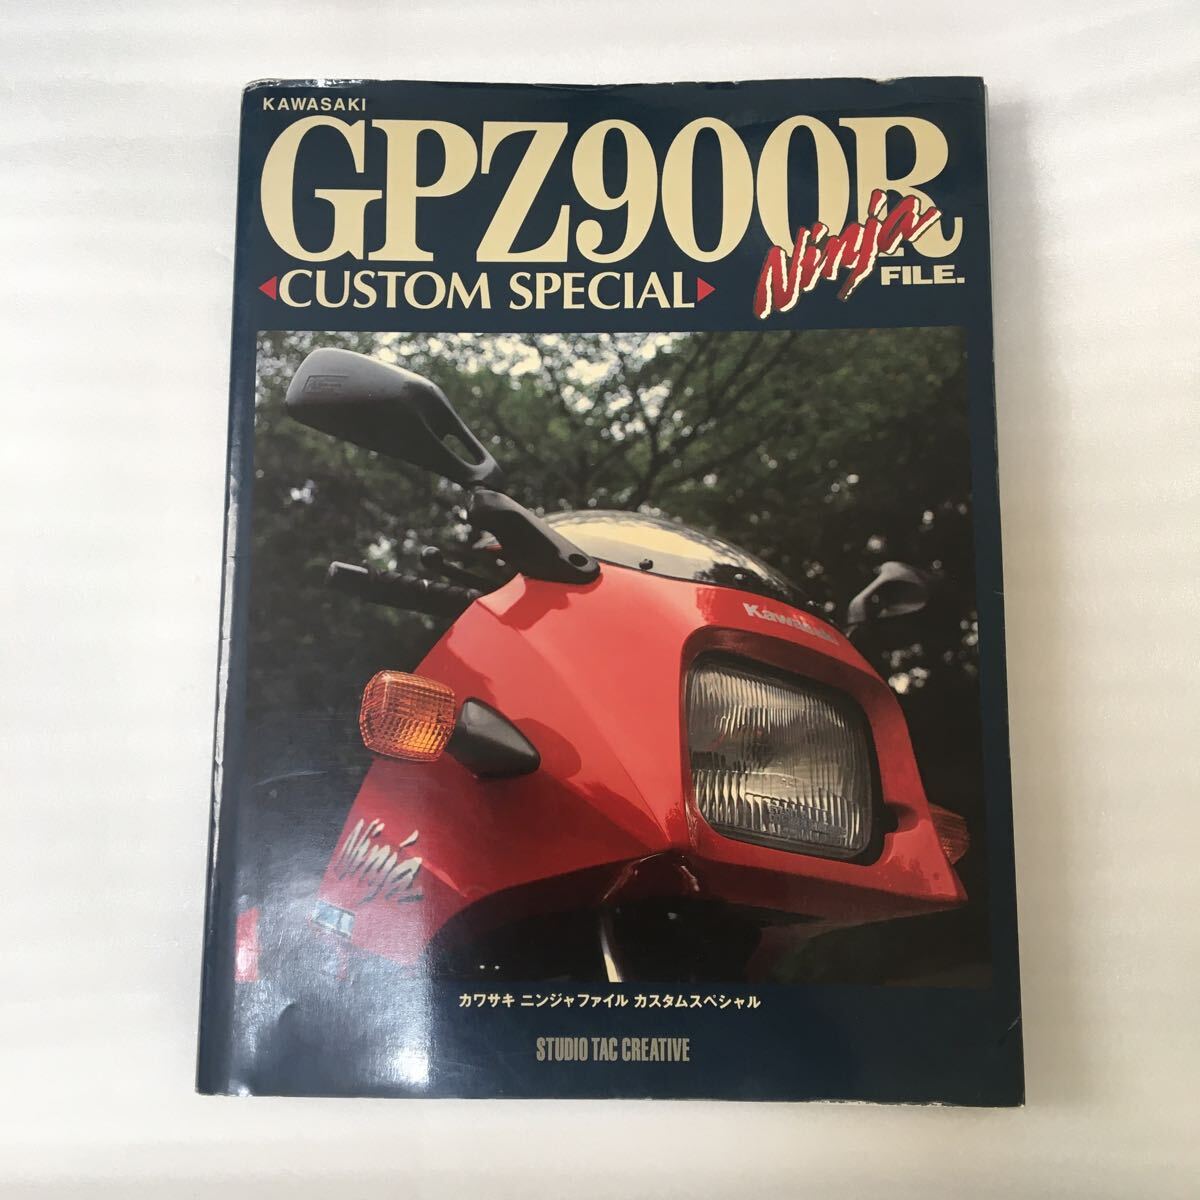 KAWASAKI
GPZ900R
Ninja
CUSTOM SPECIAL
FILE.
Kawasaki
Ninja
カワサキ ニンジャファイル カスタムスペシャル
STUDIO TAC CREATIVE